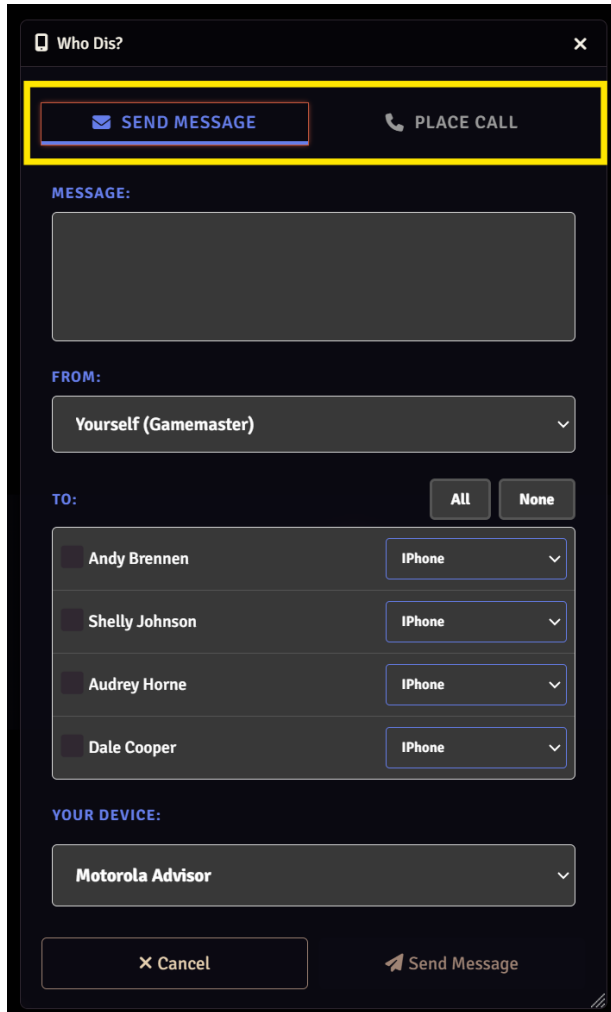 Who Dis?
SEND MESSAGE PLACE CALL
MESSAGE:
FROM:
Yourself (Gamemaster)
TO: All None
Andy Brennen IPhone
Shelly Johnson IPhone
Audrey Horne IPhone
Dale Cooper IPhone
YOUR DEVICE:
Motorola Advisor
Cancel Send Message